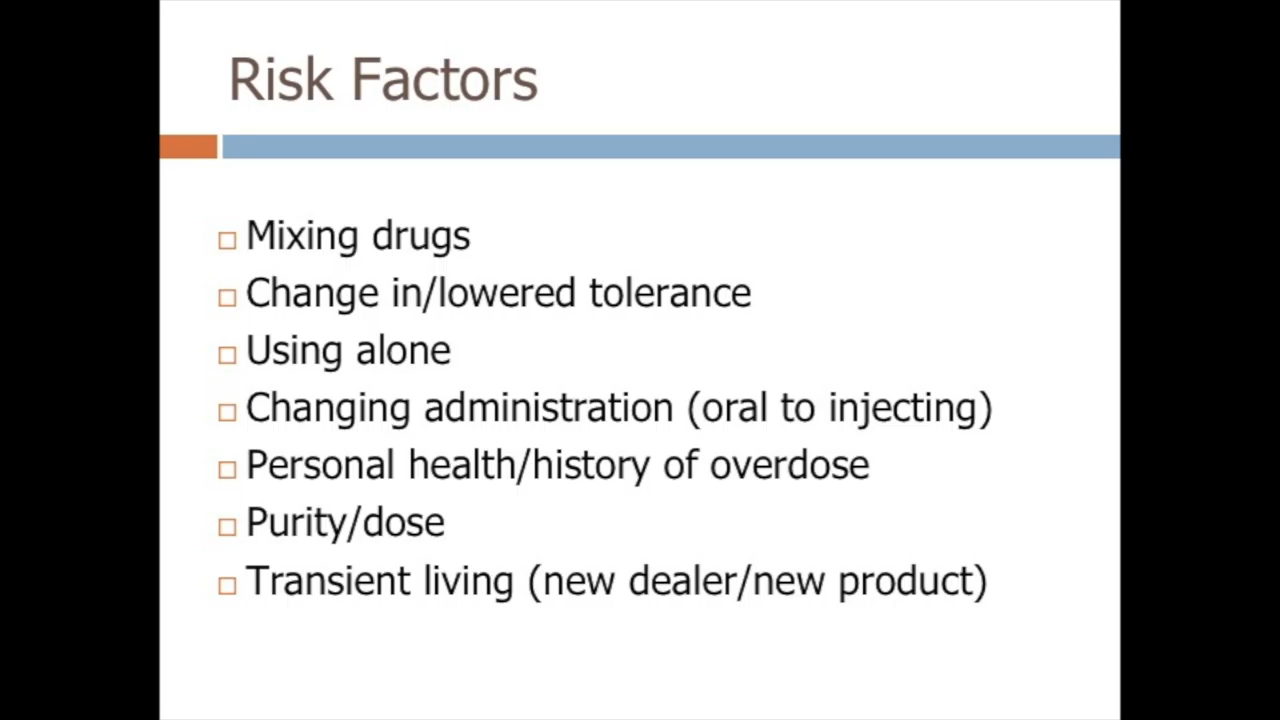 Risk Factors
Mixing drugs
Change in/lowered tolerance
Using alone
Changing administration (oral to injecting)
Personal health/history of overdose
Purity/dose
Transient living (new dealer/new product)